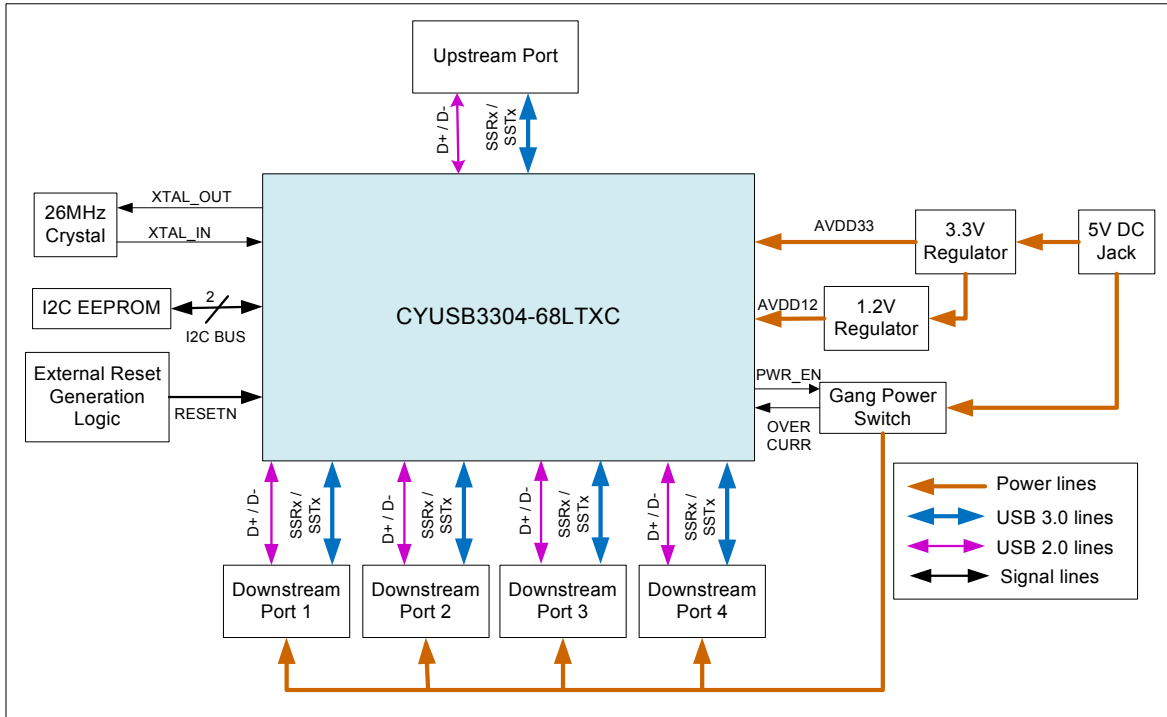 Upstream Port
D+ / D-
SSRx /
SSTx
26MHz
Crystal
XTAL_OUT
XTAL_IN
I2C EEPROM
2
I2C BUS
External Reset
Generation
Logic
RESETN
CYUSB3304-68LTXC
AVDD33
3.3V
Regulator
5V DC
Jack
AVDD12
1.2V
Regulator
PWR_EN
OVER
CURR
Gang Power
Switch
D+ / D-
SSRx /
SSTx
D+ / D-
SSRx /
SSTx
D+ / D-
SSRx /
SSTx
D+ / D-
SSRx /
SSTx
Downstream
Port 1
Downstream
Port 2
Downstream
Port 3
Downstream
Port 4
Power lines
USB 3.0 lines
USB 2.0 lines
Signal lines